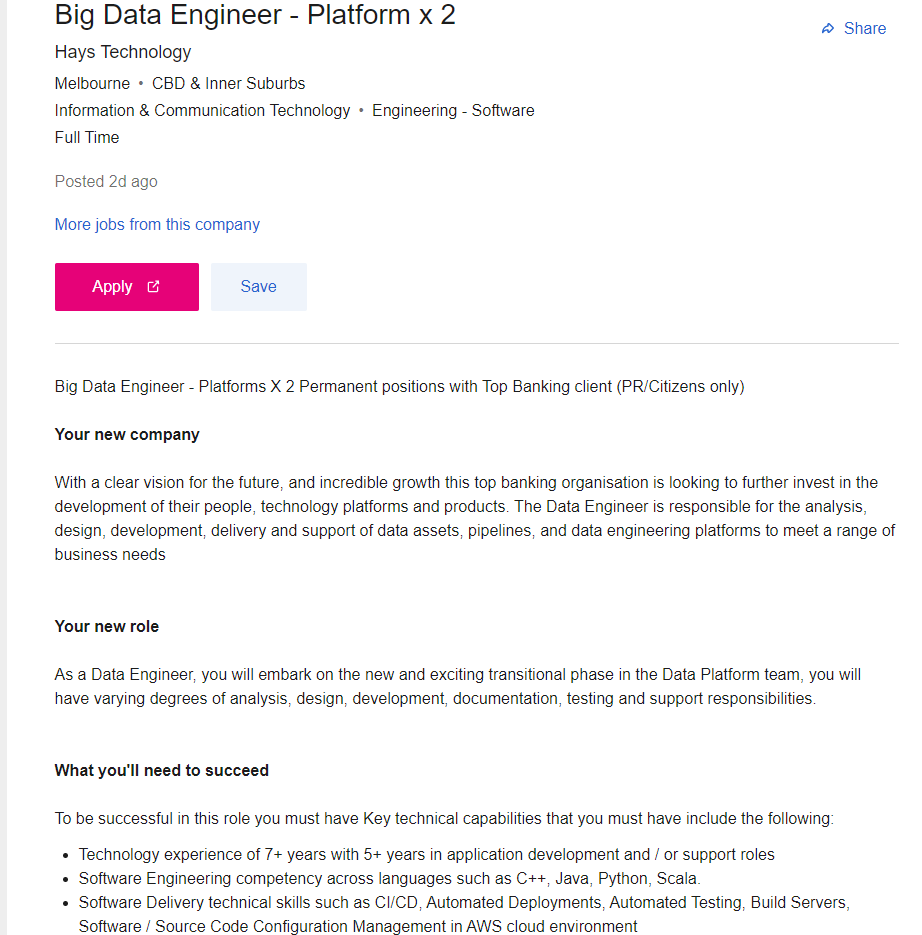 Big Data Engineer - Platform x 2
Share
Hays Technology
Melbourne • CBD & Inner Suburbs
Information & Communication Technology • Engineering - Software
Full Time
Posted 2d ago
More jobs from this company
Apply
Save
Big Data Engineer - Platforms X 2 Permanent positions with Top Banking client (PR/Citizens only)
Your new company
With a clear vision for the future, and incredible growth this top banking organisation is looking to further invest in the
development of their people, technology platforms and products. The Data Engineer is responsible for the analysis,
design, development, delivery and support of data assets, pipelines, and data engineering platforms to meet a range of
business needs
Your new role
As a Data Engineer, you will embark on the new and exciting transitional phase in the Data Platform team, you will
have varying degrees of analysis, design, development, documentation, testing and support responsibilities.
What you'll need to succeed
To be successful in this role you must have Key technical capabilities that you must have include the following:
• Technology experience of 7+ years with 5+ years in application development and / or support roles
• Software Engineering competency across languages such as C++, Java, Python, Scala.
• Software Delivery technical skills such as CI/CD, Automated Deployments, Automated Testing, Build Servers,
Software / Source Code Configuration Management in AWS cloud environment